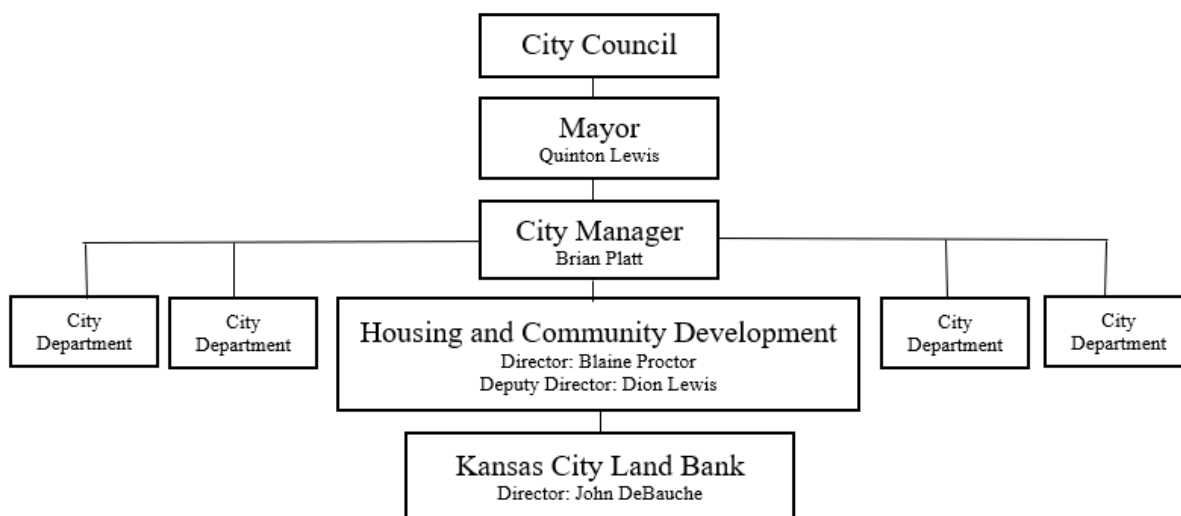 City Council
Mayor
Quinton Lewis
City Manager
Brian Platt
City
Department
City
Department
Housing and Community Development
Director: Blaine Proctor
Deputy Director: Dion Lewis
City
Department
City
Department
Kansas City Land Bank
Director: John DeBauche